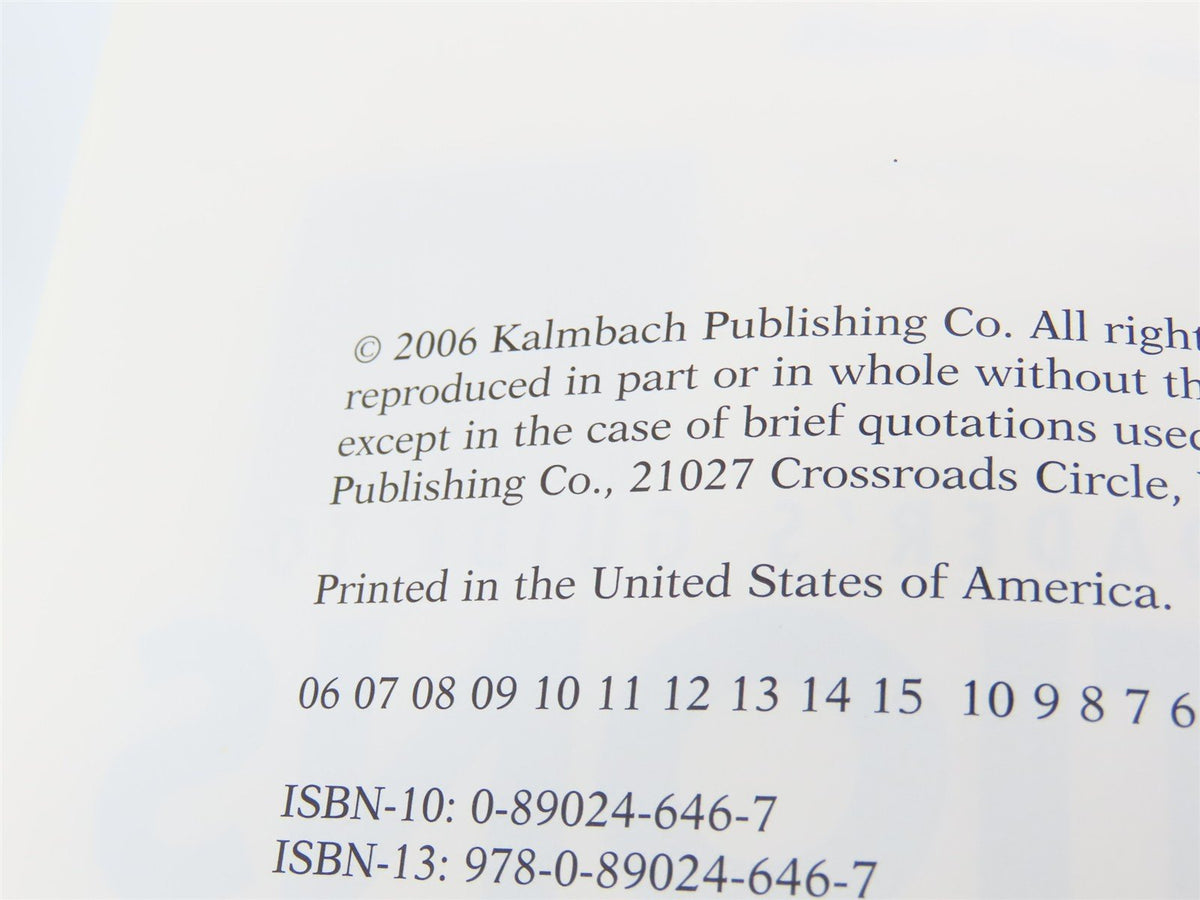 © 2006 Kalmbach Publishing Co. All right
reproduced in part or in whole without th
except in the case of brief quotations used
Publishing Co., 21027 Crossroads Circle,
Printed in the United States of America.
06 07 08 09 10 11 12 13 14 15 10 9 8 7 6
ISBN-10: 0-89024-646-7
ISBN-13: 978-0-89024-646-7